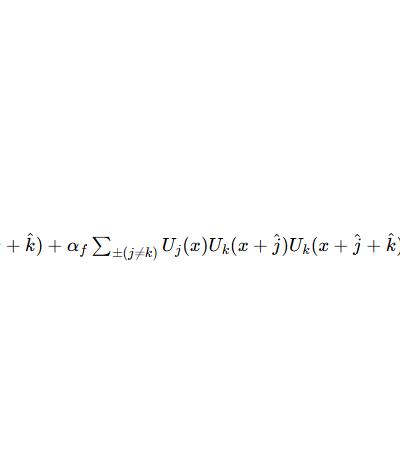 + \hat{k}) + \alpha_f \sum_{\pm(j \neq k)} U_j(x) U_k(x + \hat{j}) U_k(x + \hat{j} + \hat{k})